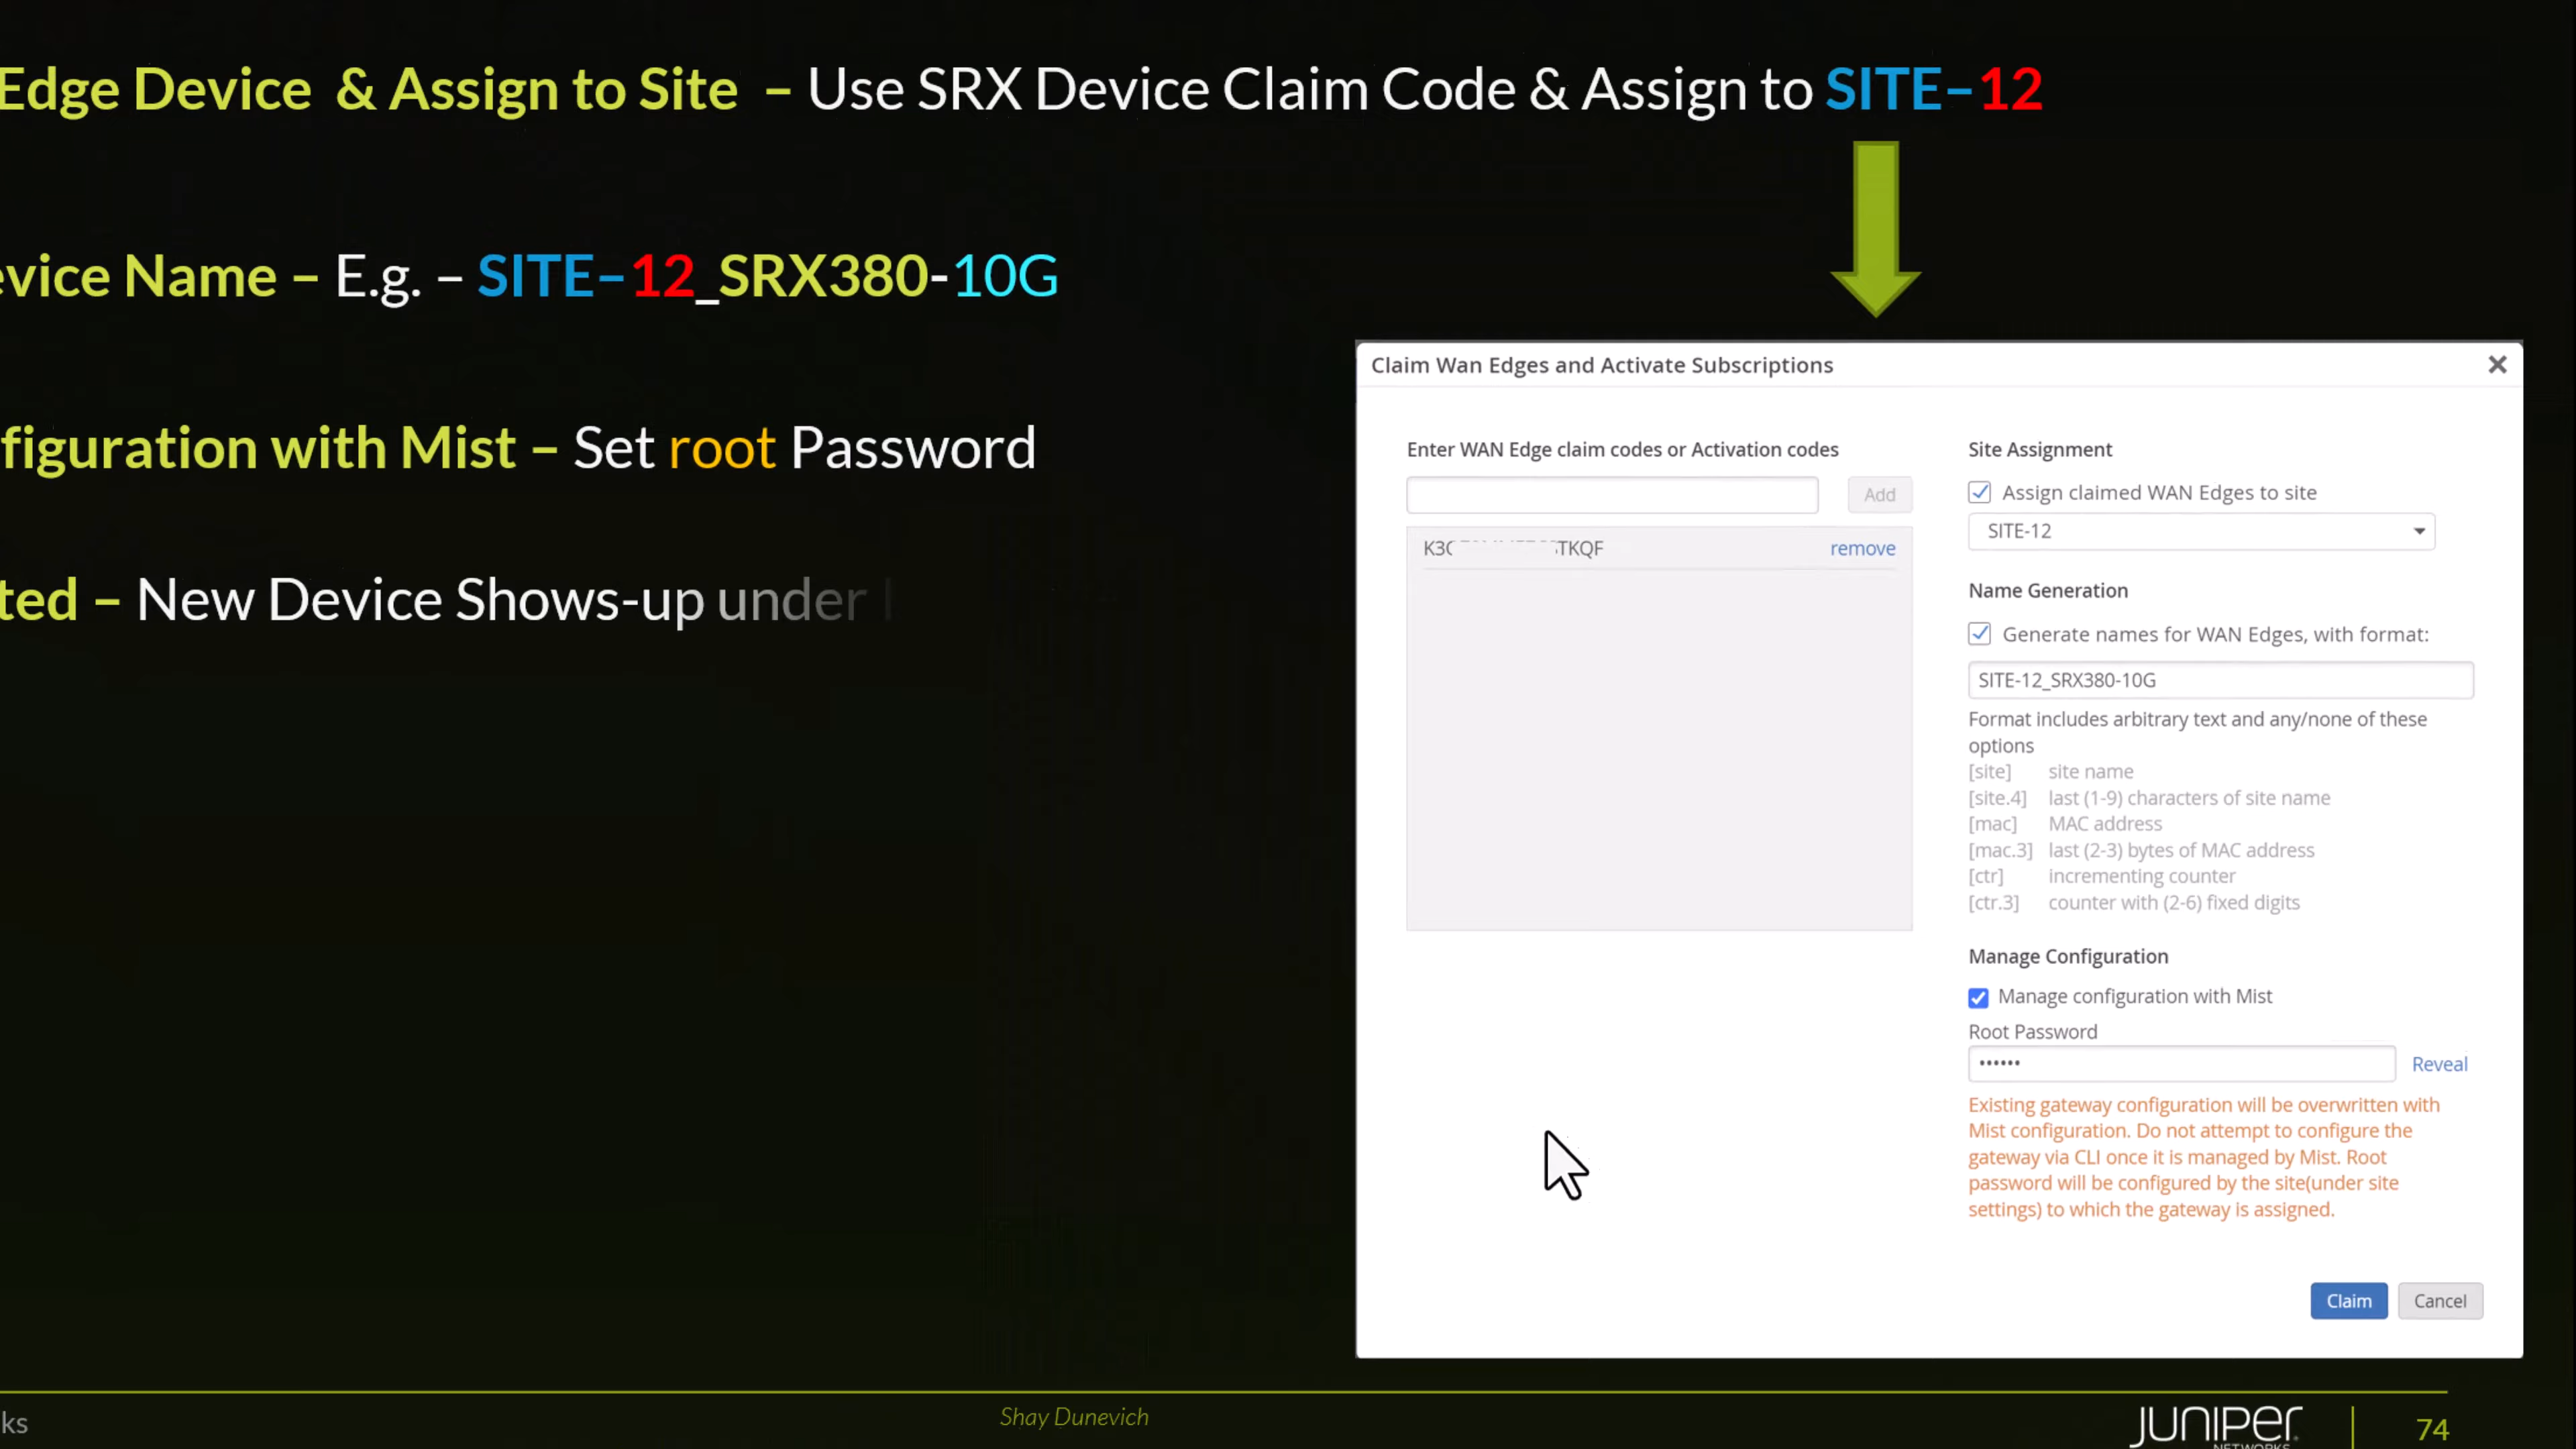 Edge Device & Assign to Site – Use SRX Device Claim Code & Assign to SITE–12
vice Name – E.g. – SITE–12_SRX380-10G
figuration with Mist – Set root Password
ted – New Device Shows-up under
Claim Wan Edges and Activate Subscriptions
Enter WAN Edge claim codes or Activation codes
Add
TKQF
remove
Site Assignment
Assign claimed WAN Edges to site
SITE-12
Name Generation
Generate names for WAN Edges, with format:
SITE-12_SRX380-10G
Format includes arbitrary text and any/none of these
options
[site] site name
[site.4] last (1-9) characters of site name
[mac] MAC address
[mac.3] last (2-3) bytes of MAC address
[ctr] incrementing counter
[ctr.3] counter with (2-6) fixed digits
Manage Configuration
Manage configuration with Mist
Root Password
••••••
Reveal
Existing gateway configuration will be overwritten with
Mist configuration. Do not attempt to configure the
gateway via CLI once it is managed by Mist. Root
password will be configured by the site(under site
settings) to which the gateway is assigned.
Claim
Cancel
ks
Shay Dunevich
JUNIPER
NETWORKS
74